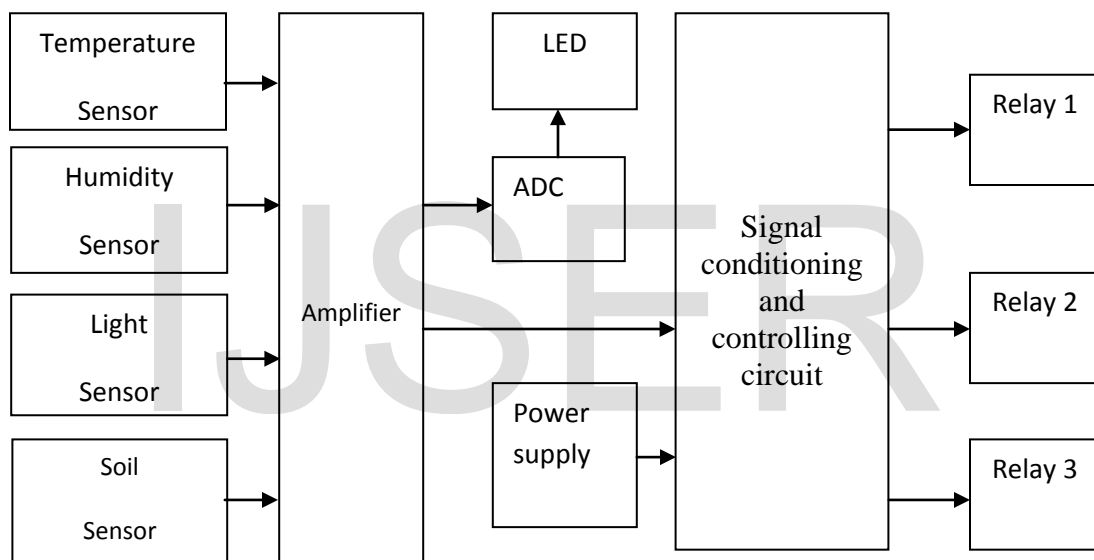 Temperature
Sensor
Humidity
Sensor
Light
Sensor
Soil
Sensor
Amplifier
LED
ADC
Power
supply
Signal
conditioning
and
controlling
circuit
Relay 1
Relay 2
Relay 3
IJSER